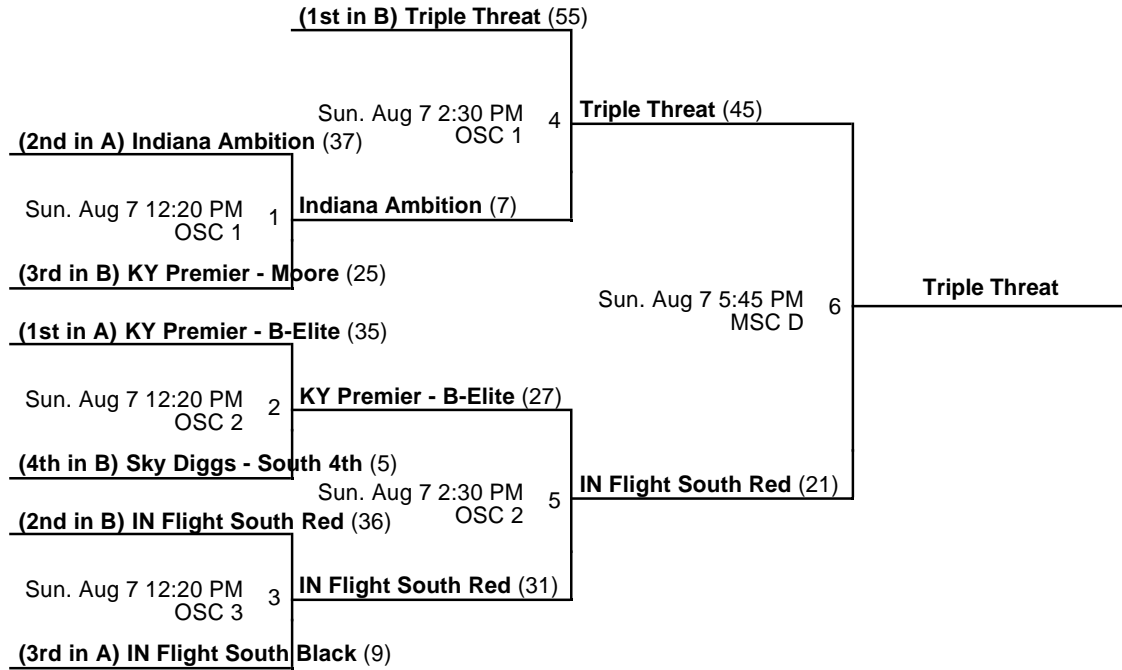 (1st in B) Triple Threat (55)
Sun. Aug 7 2:30 PM
OSC 1
4
Triple Threat (45)
(2nd in A) Indiana Ambition (37)
Sun. Aug 7 12:20 PM
OSC 1
1
Indiana Ambition (7)
(3rd in B) KY Premier - Moore (25)
Sun. Aug 7 5:45 PM
MSC D
6
Triple Threat
(1st in A) KY Premier - B-Elite (35)
Sun. Aug 7 12:20 PM
OSC 2
2
KY Premier - B-Elite (27)
(4th in B) Sky Diggs - South 4th (5)
Sun. Aug 7 2:30 PM
OSC 2
5
IN Flight South Red (21)
(2nd in B) IN Flight South Red (36)
Sun. Aug 7 12:20 PM
OSC 3
3
IN Flight South Red (31)
(3rd in A) IN Flight South Black (9)